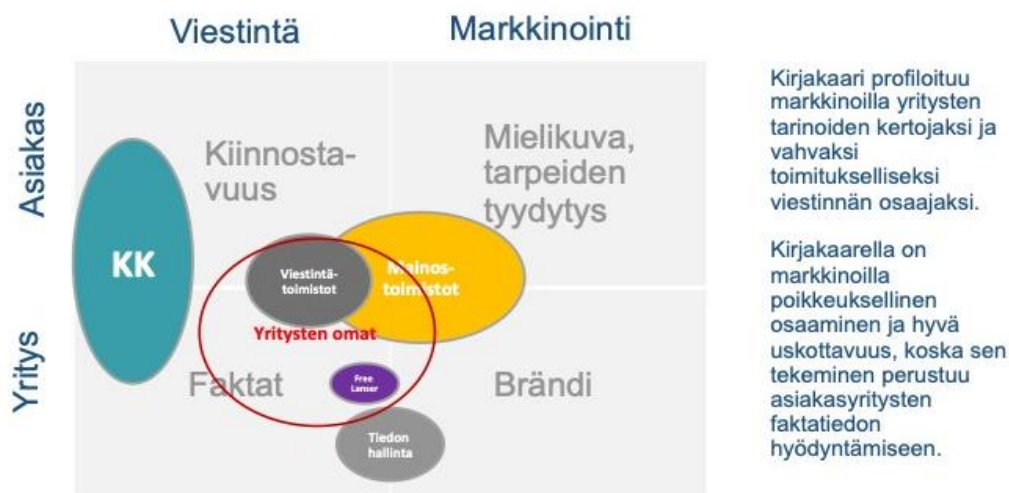 Viestintä
Markkinointi
Asiakas
Yritys
Kiinnosta-
vuus
Mielikuva,
tarpeiden
tyydytys
KK
Viestintä-
toimistot
Mainos-
toimistot
Yritysten omat
Faktat
Free
Lanser
Brändi
Tiedon
hallinta
Kirjakaari profiloituu
markkinoilla yritysten
tarinoiden kertojaksi ja
vahvaksi
toimitukselliseksi
viestinnän osaajaksi.
Kirjakaarella on
markkinoilla
poikkeuksellinen
osaaminen ja hyvä
uskottavuus, koska sen
tekeminen perustuu
asiakasyritysten
faktatiedon
hyödyntämiseen.